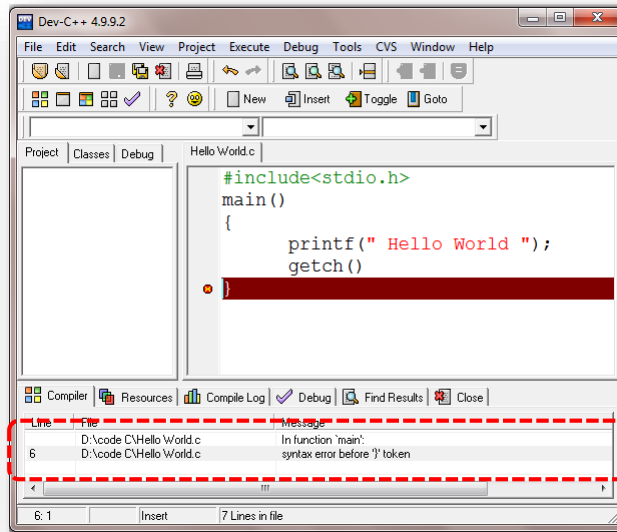 Dev-C++ 4.9.9.2
File Edit Search View Project Execute Debug Tools CVS Window Help
New Insert Toggle Goto
Project Classes Debug Hello World.c
#include<stdio.h>
main()
{
printf(" Hello World ");
getch()
}
Compiler Resources Compile Log Debug Find Results Close
Line File Message
D:\code C\Hello World.c In function `main':
6 D:\code C\Hello World.c syntax error before '}' token
6: 1 Insert 7 Lines in file